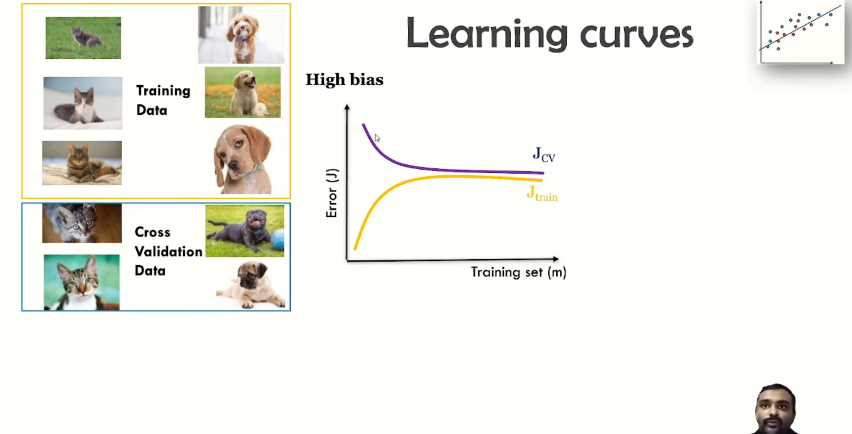 Learning curves
Training
Data
Cross
Validation
Data
High bias
Error (J)
J_CV
J_train
Training set (m)